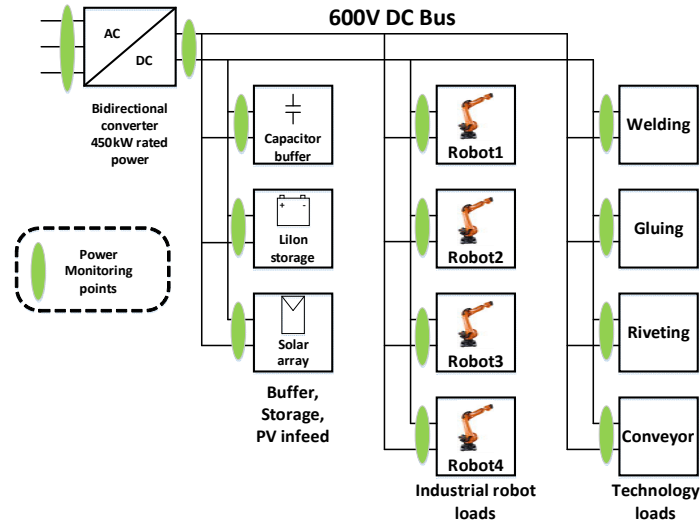 600V DC Bus
AC
DC
Bidirectional
converter
450kW rated
power
Capacitor
buffer
Robot1
Welding
+ -
LiIon
storage
Robot2
Gluing
Power
Monitoring
points
Solar
array
Robot3
Riveting
Buffer,
Storage,
PV infeed
Robot4
Conveyor
Industrial robot
loads
Technology
loads